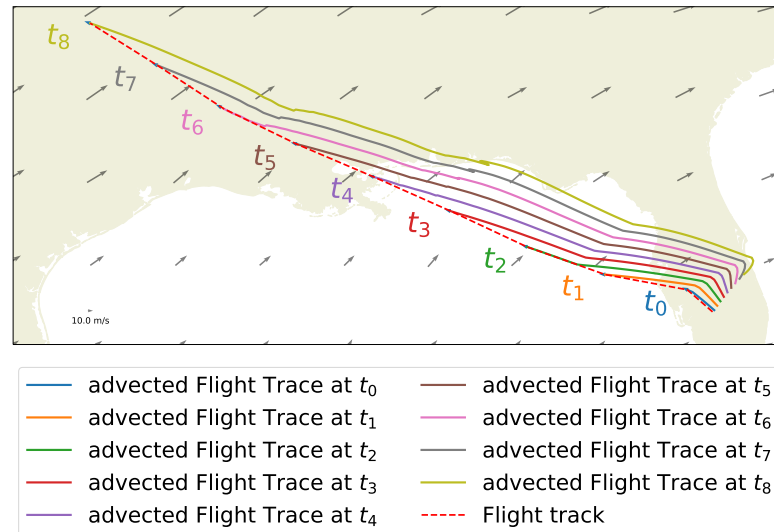 t8
t7
t6
t5
t4
t3
t2
t1
t0
10.0 m/s
advected Flight Trace at t0
advected Flight Trace at t1
advected Flight Trace at t2
advected Flight Trace at t3
advected Flight Trace at t4
advected Flight Trace at t5
advected Flight Trace at t6
advected Flight Trace at t7
advected Flight Trace at t8
Flight track